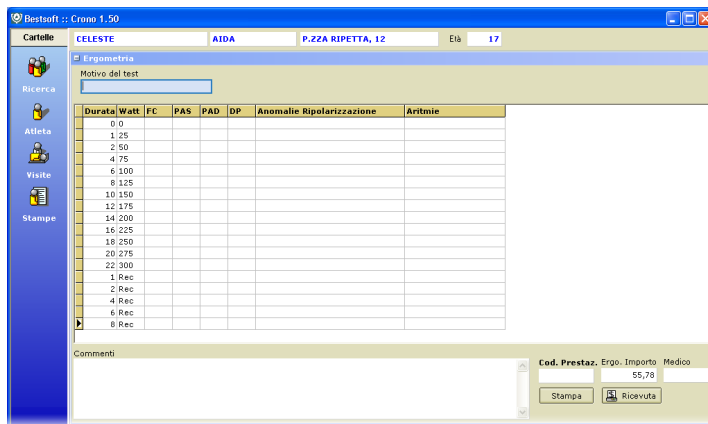 Bestsoft :: Crono 1.50
Cartelle
CELESTE AIDA P.ZZA RIPETTA, 12 Età 17
Ergometria
Motivo del test
Ricerca
Atleta
Visite
Stampe
Durata Watt FC PAS PAD DP Anomalie Ripolarizzazione Aritmie
0 0
1 25
2 50
4 75
6 100
8 125
10 150
12 175
14 200
16 225
18 250
20 275
22 300
1 Rec
2 Rec
4 Rec
6 Rec
8 Rec
Commenti
Cod. Prestaz. Ergo. Importo Medico
55,78
Stampa Ricevuta